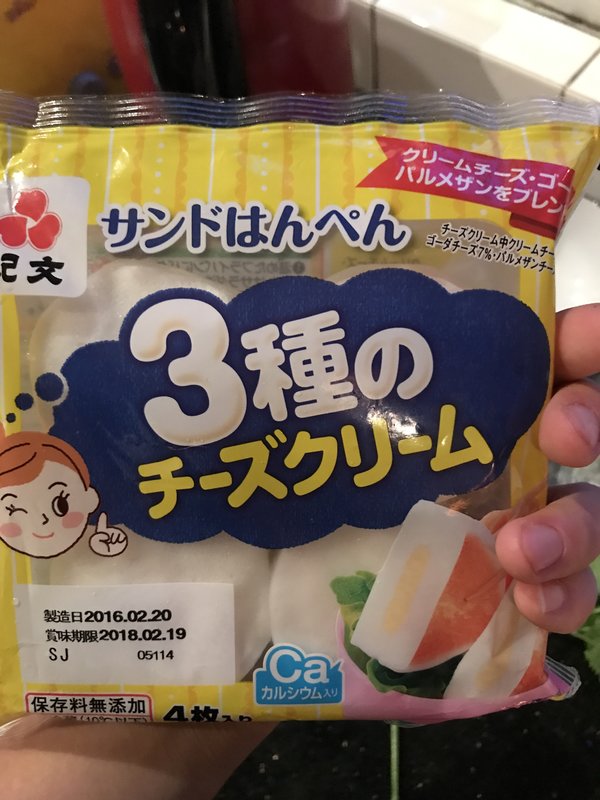 クリームチーズ・ゴー
パルメザンをブレン
紀文
サンドはんぺん
チーズクリーム中クリームチー
ゴーダチーズ7%・パルメザンチー
3種の
チーズクリーム
製造日2016.02.20
賞味期限2018.02.19
SJ 05114
Ca
カルシウム入り
保存料無添加
(10℃以下)
4枚入り